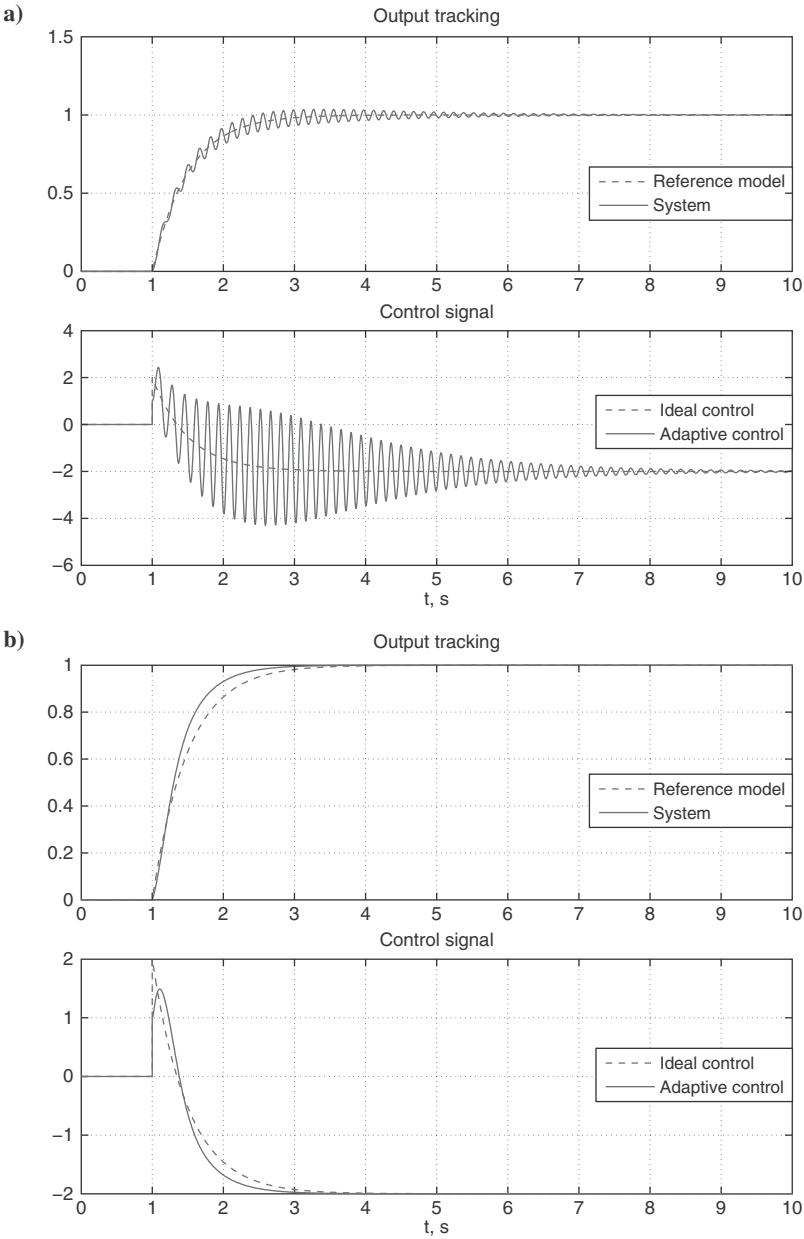 a)
Output tracking
1.5
1
0.5
0
0 1 2 3 4 5 6 7 8 9 10
Reference model
System
Control signal
4
2
0
−2
−4
−6
0 1 2 3 4 5 6 7 8 9 10
Ideal control
Adaptive control
t, s
b)
Output tracking
1
0.8
0.6
0.4
0.2
0
0 1 2 3 4 5 6 7 8 9 10
Reference model
System
Control signal
2
1
0
−1
−2
0 1 2 3 4 5 6 7 8 9 10
Ideal control
Adaptive control
t, s